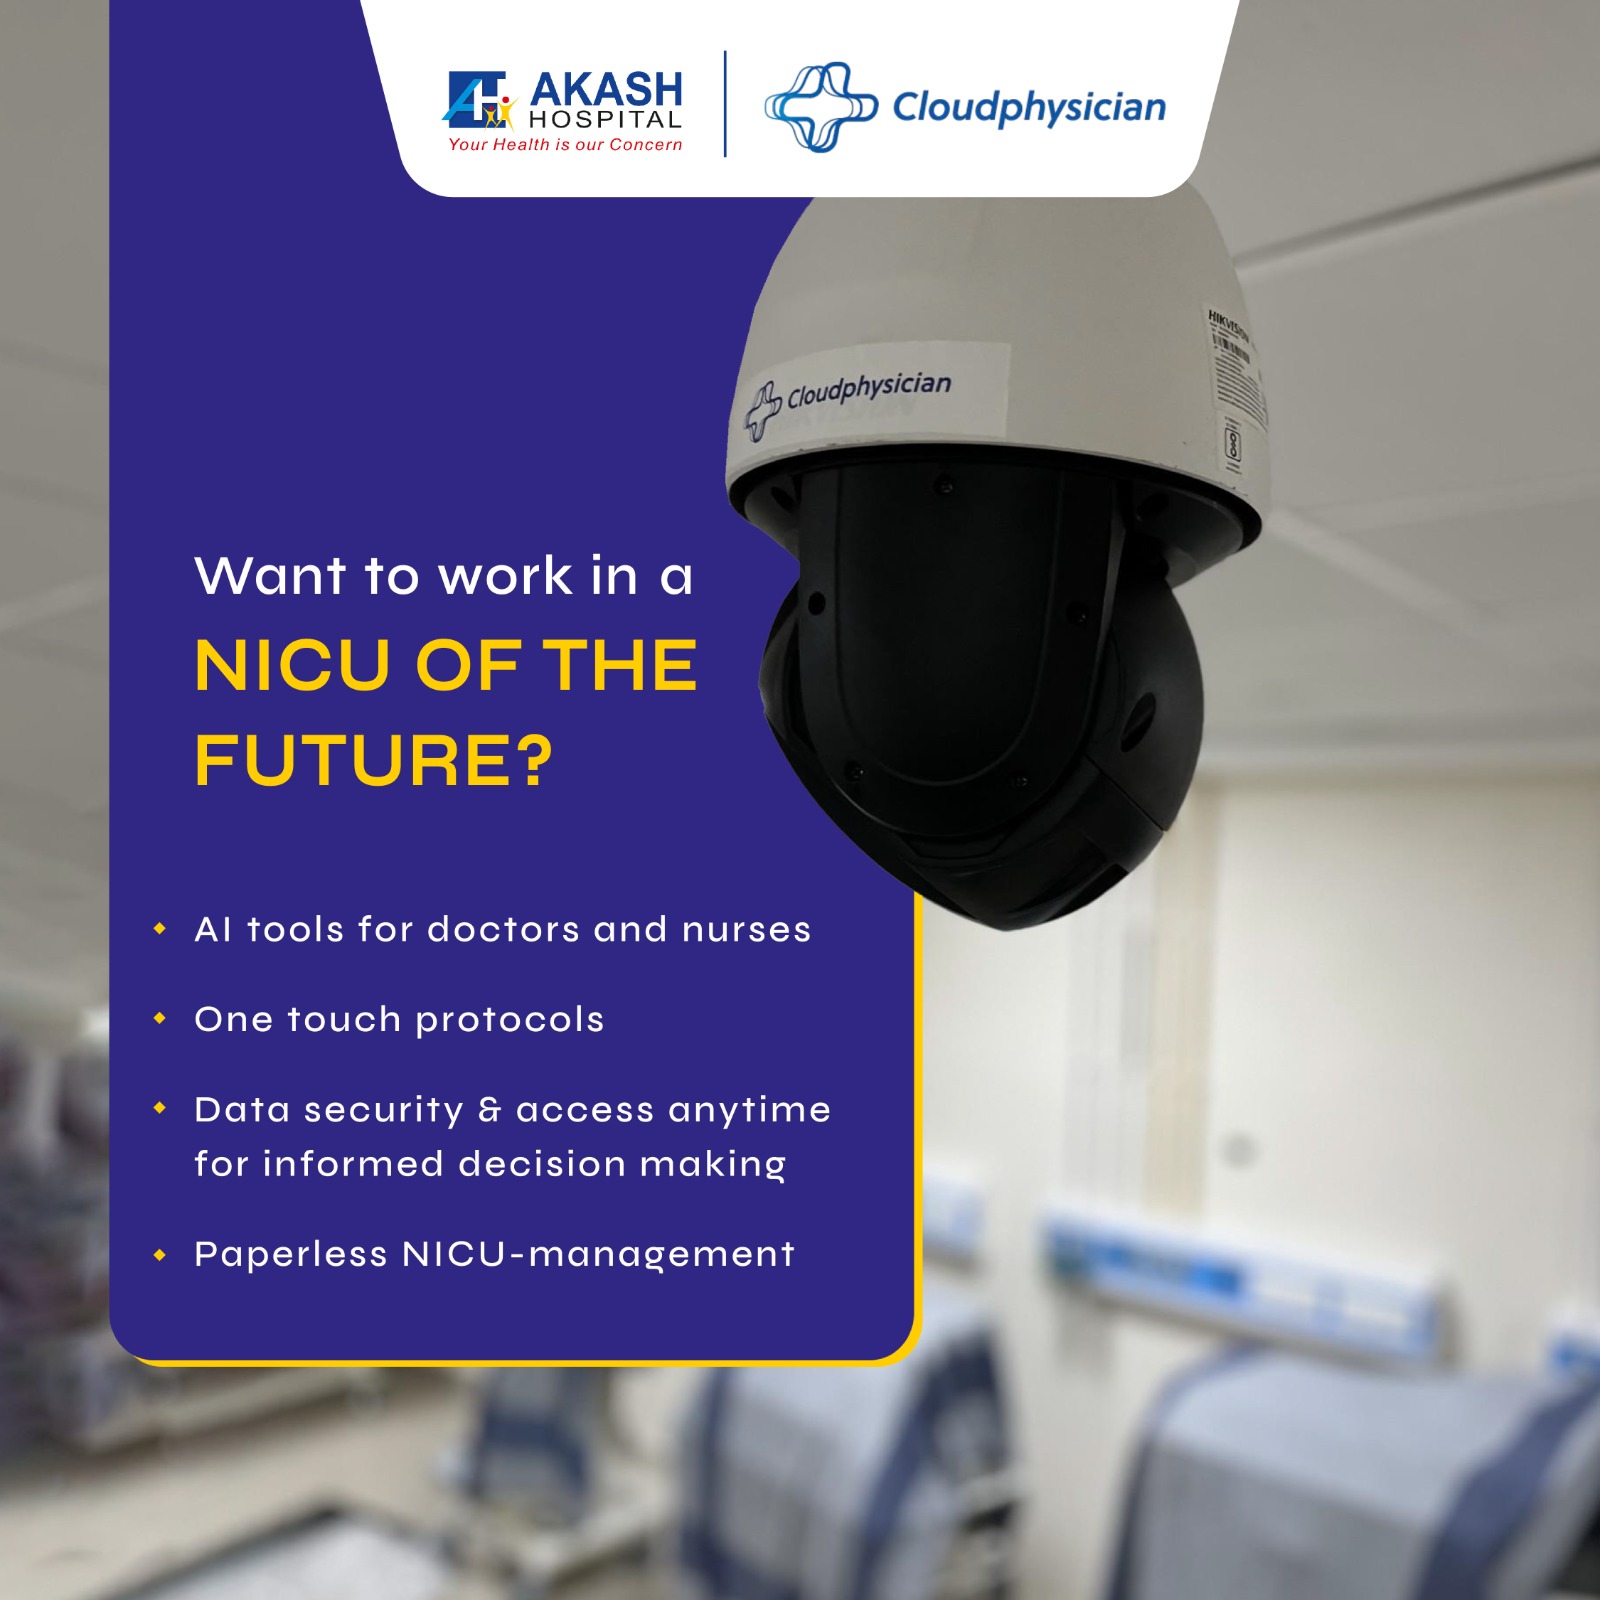 AKASH
HOSPITAL
Your Health is our Concern
Cloudphysician
HIKVISION
Cloudphysician
Want to work in a
NICU OF THE
FUTURE?
AI tools for doctors and nurses
One touch protocols
Data security & access anytime
for informed decision making
Paperless NICU-management